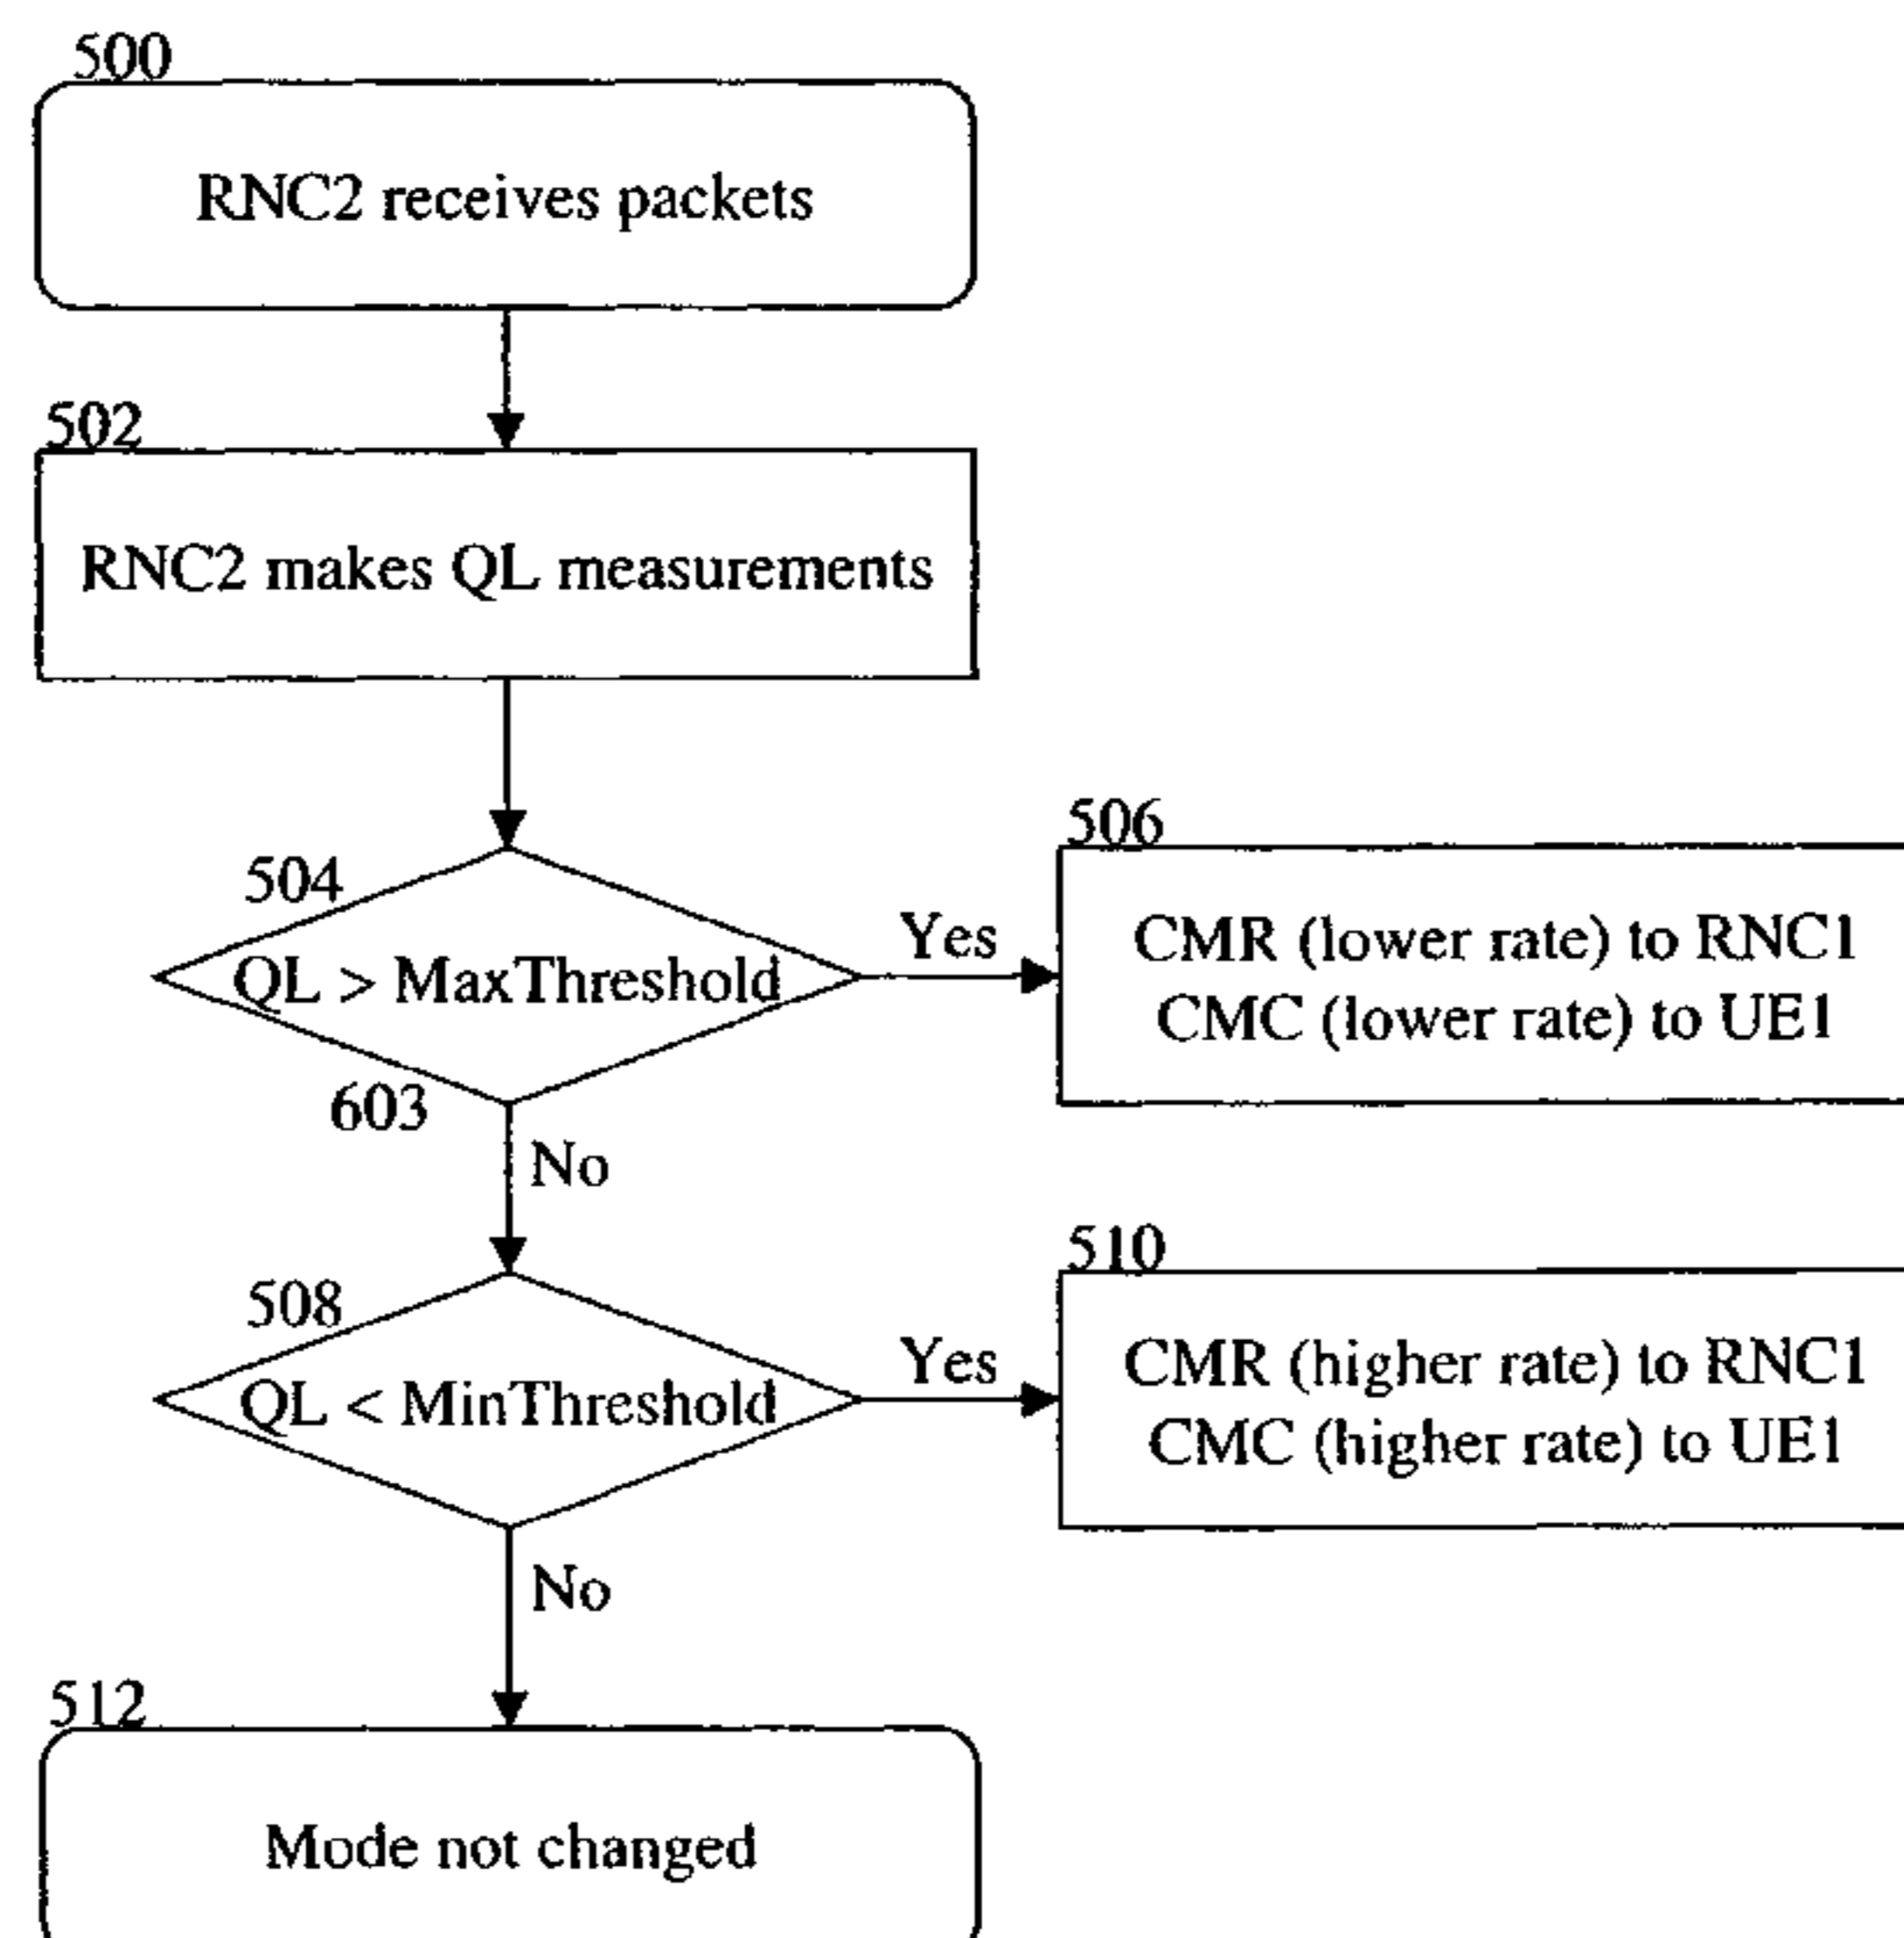 500
RNC2 receives packets
502
RNC2 makes QL measurements
504
QL > MaxThreshold
Yes
506
CMR (lower rate) to RNC1
CMC (lower rate) to UE1
603
No
508
QL < MinThreshold
Yes
510
CMR (higher rate) to RNC1
CMC (higher rate) to UE1
No
512
Mode not changed